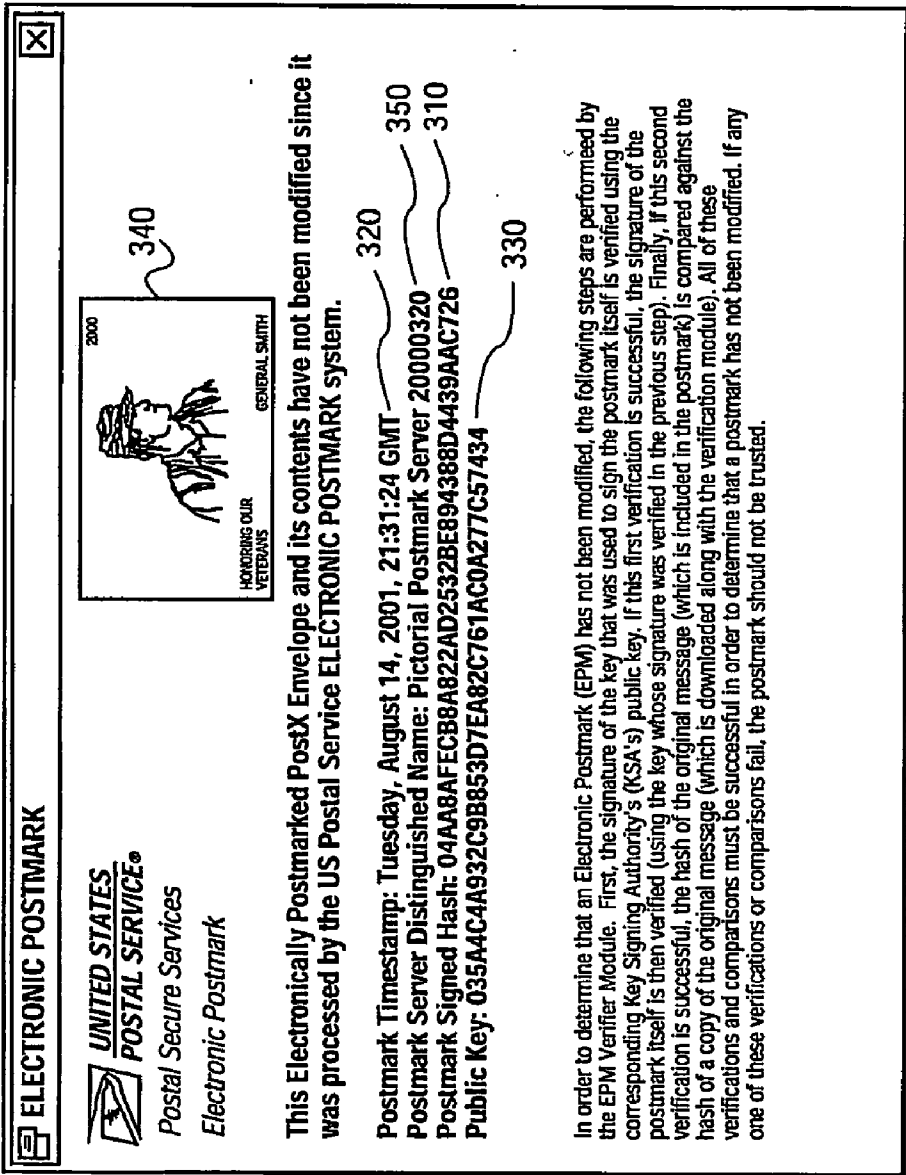 ELECTRONIC POSTMARK
UNITED STATES
POSTAL SERVICE®
Postal Secure Services
Electronic Postmark
2000
HONORING OUR
VETERANS
GENERAL SMITH
340
This Electronically Postmarked PostX Envelope and its contents have not been modified since it
was processed by the US Postal Service ELECTRONIC POSTMARK system.
Postmark Timestamp: Tuesday, August 14, 2001, 21:31:24 GMT
320
Postmark Server Distinguished Name: Pictorial Postmark Server 20000320
350
Postmark Signed Hash: 04AA8AFECB8A822AD2532BE894388D4439AAC726
310
Public Key: 035A4C4A932C9B853D7EA82C761AC0A277C57434
330
In order to determine that an Electronic Postmark (EPM) has not been modified, the following steps are performeed by
the EPM Verifier Module. First, the signature of the key that was used to sign the postmark itself is verified using the
corresponding Key Signing Authority's (KSA's) public key. If this first verification is successful, the signature of the
postmark itself is then verified (using the key whose signature was verified in the previous step). Finally, if this second
verification is successful, the hash of the original message (which is included in the postmark) is compared against the
hash of a copy of the original message (which is downloaded along with the verification module). All of these
verifications and comparisons must be successful in order to determine that a postmark has not been modified. If any
one of these verifications or comparisons fail, the postmark should not be trusted.